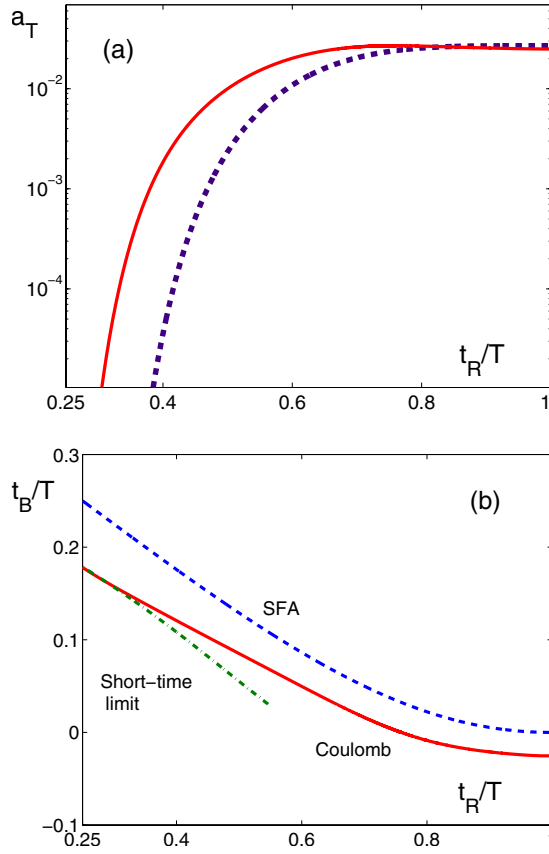 a_T
(a)
10^−2
10^−3
10^−4
t_R/T
0.25 0.4 0.6 0.8 1
0.3
t_B/T
(b)
0.2
SFA
0.1
Short−time
limit
0
Coulomb
t_R/T
−0.1
0.25 0.4 0.6 0.8